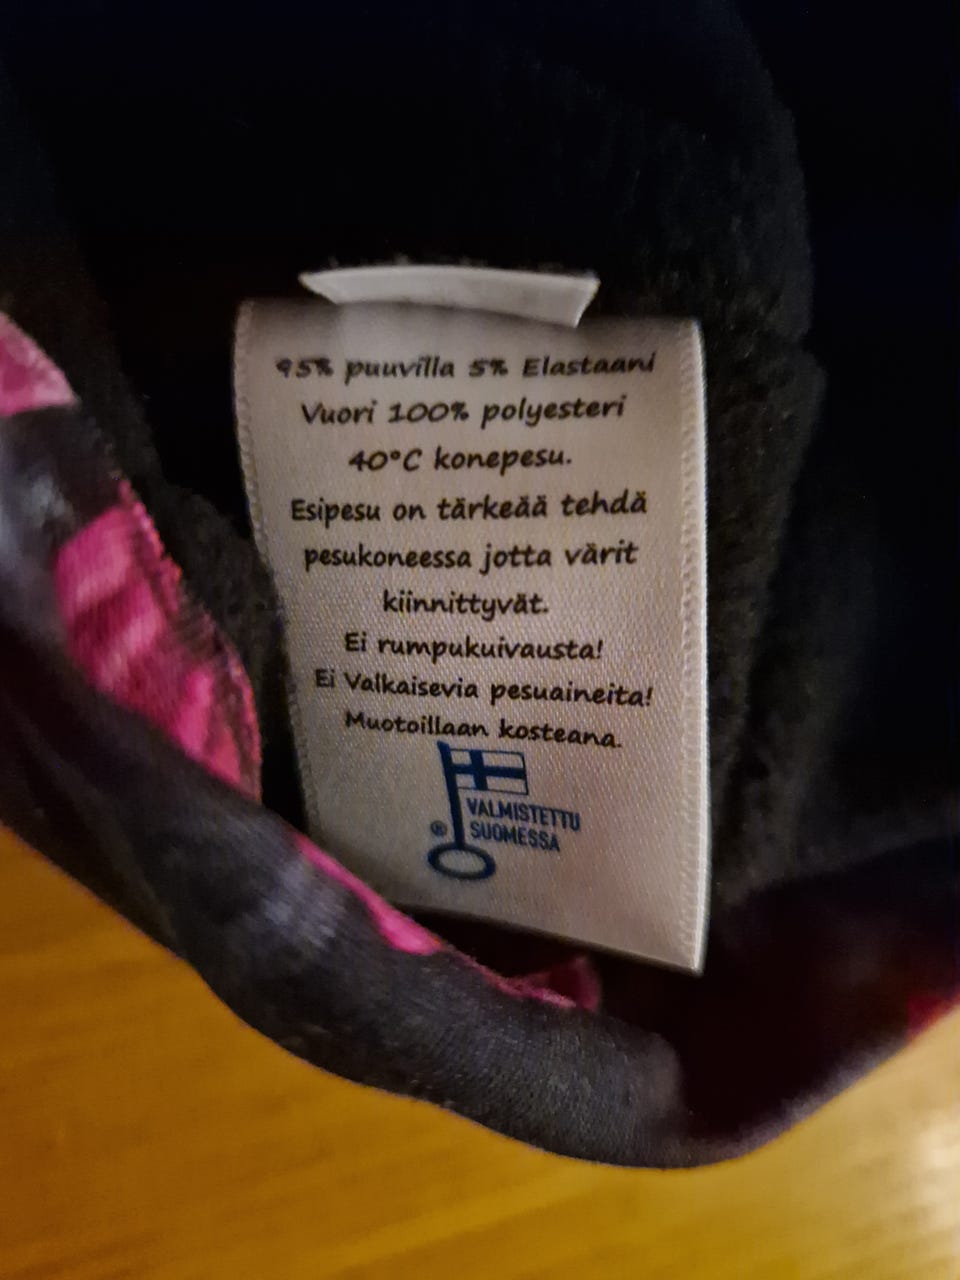 95% puuvilla 5% Elastaani
Vuori 100% polyesteri
40°C konepesu.
Esipesu on tärkeää tehdä
pesukoneessa jotta värit
kiinnittyvät.
Ei rumpukuivausta!
Ei Valkaisevia pesuaineita!
Muotoillaan kosteana.
VALMISTETTU
® SUOMESSA